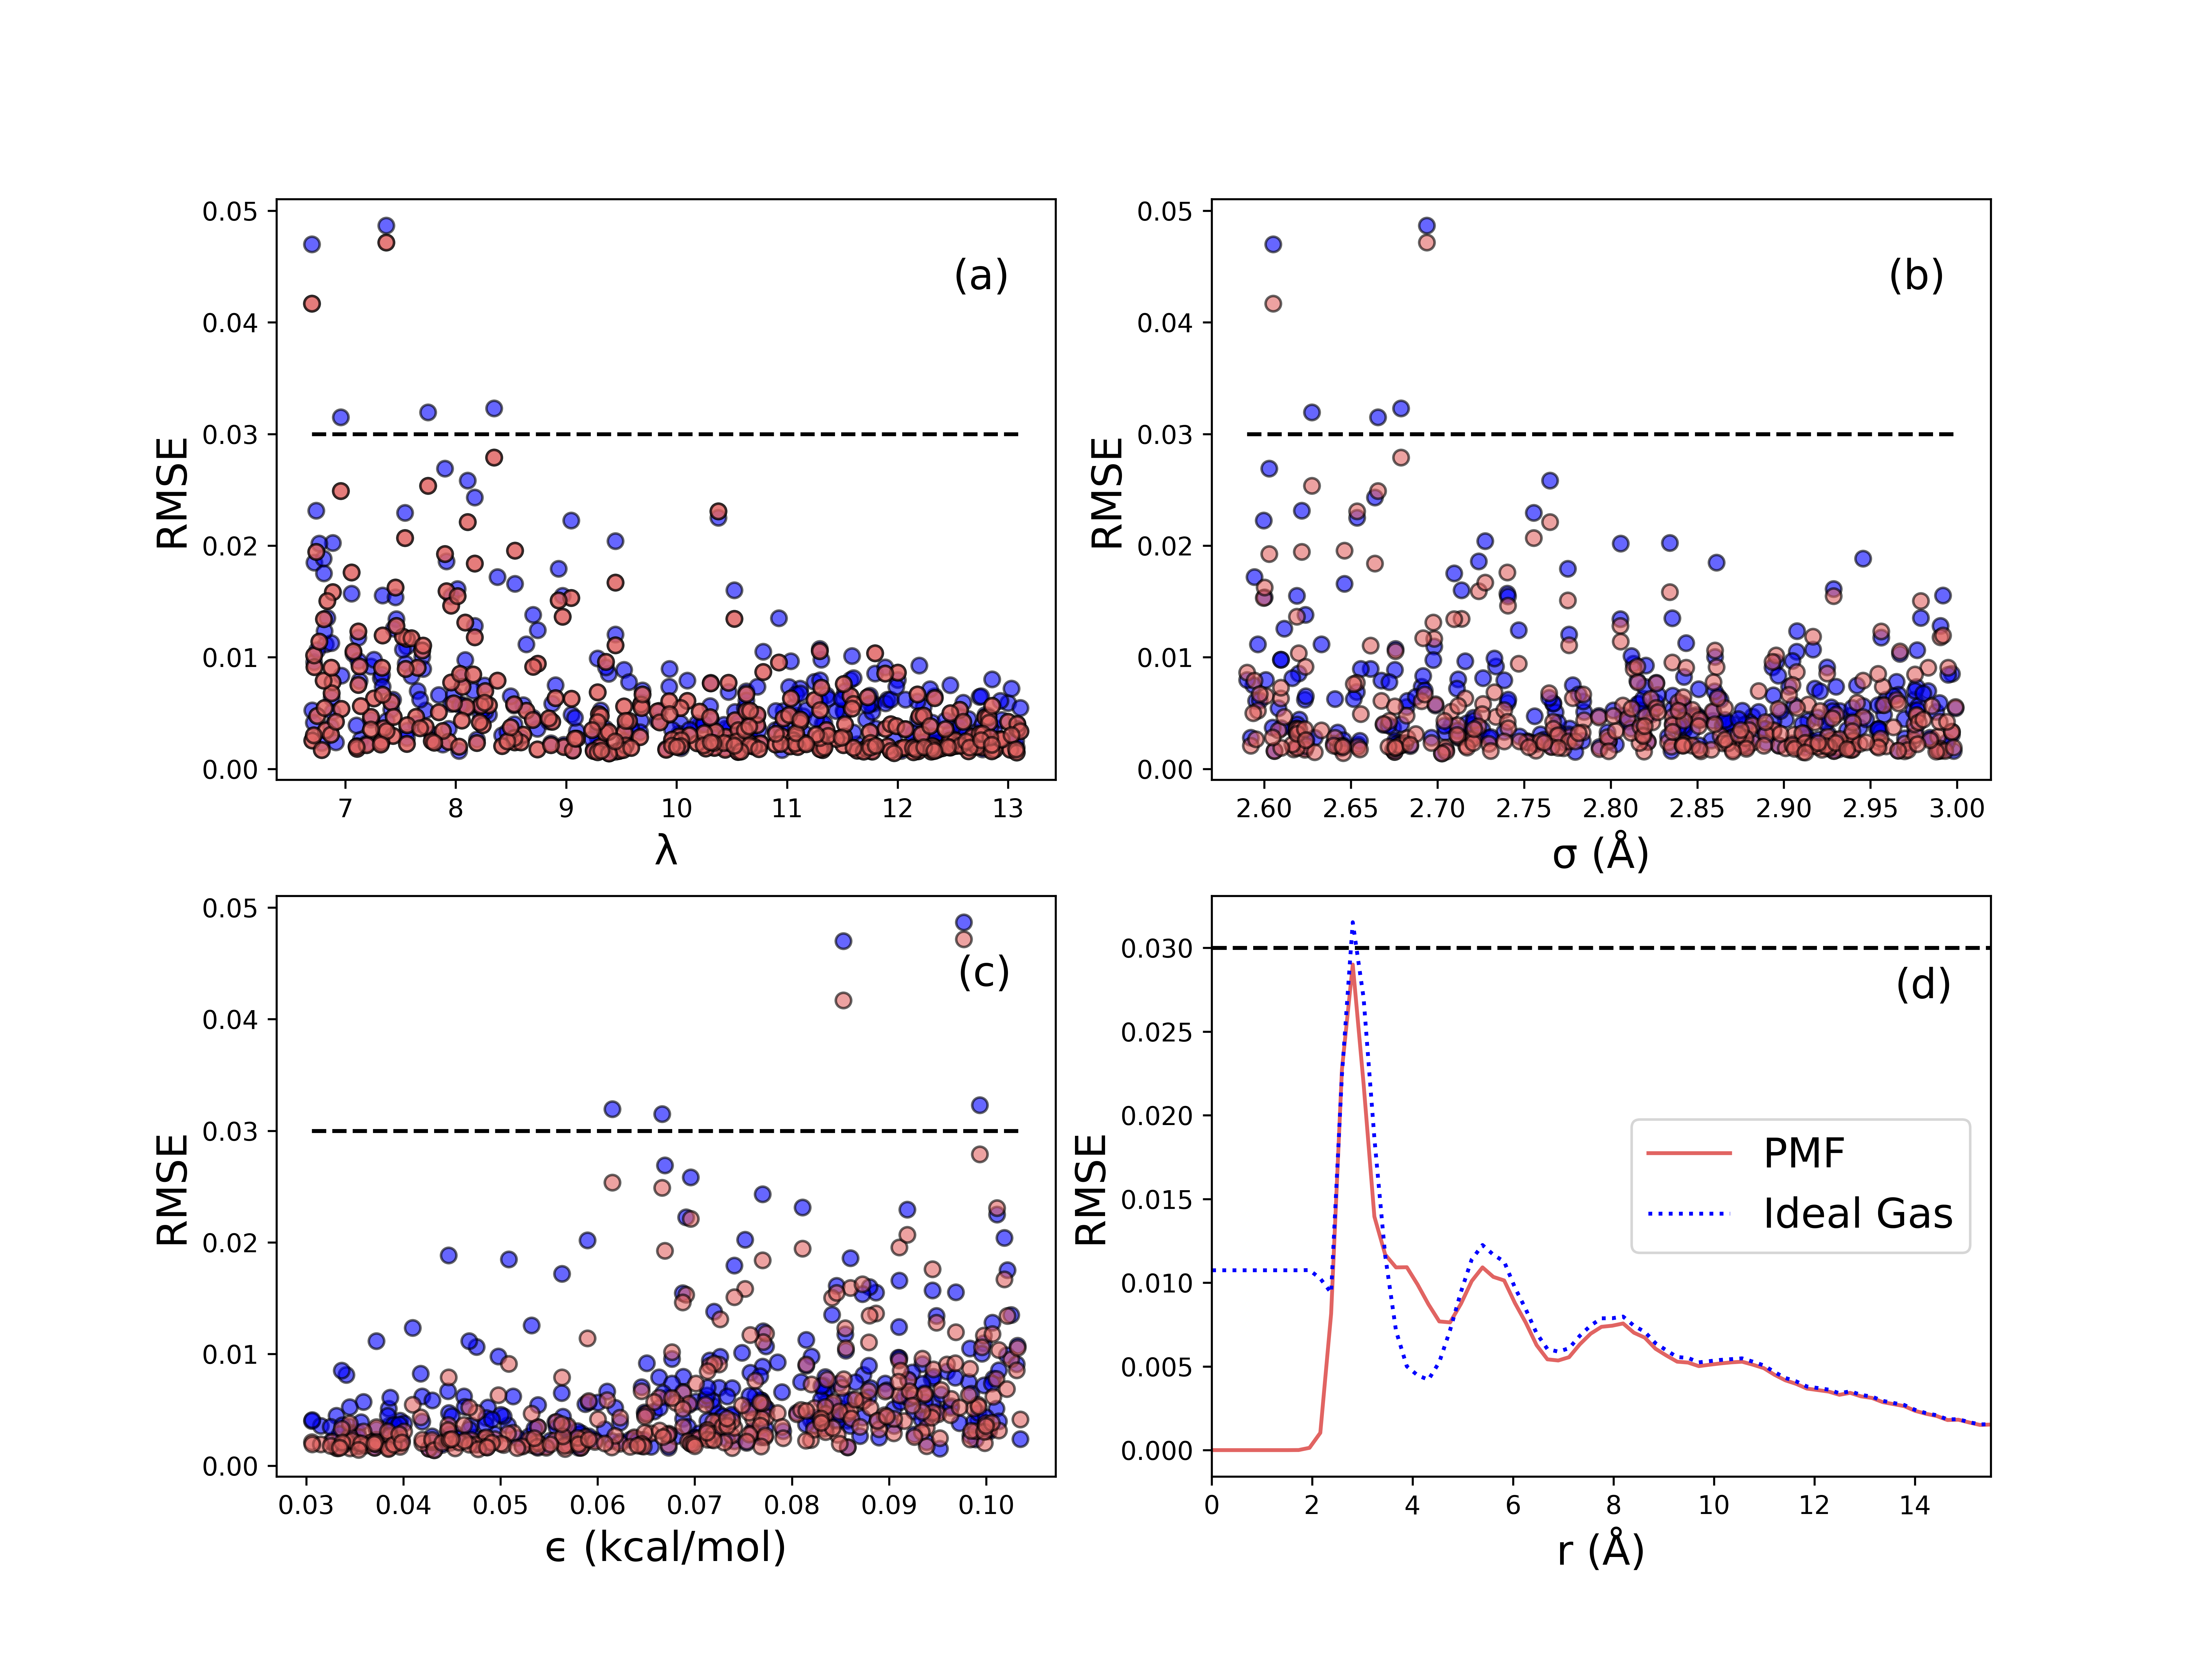 0.05
0.04
0.03
0.02
0.01
0.00
RMSE
(a)
7 8 9 10 11 12 13
λ
0.05
0.04
0.03
0.02
0.01
0.00
RMSE
(b)
2.60 2.65 2.70 2.75 2.80 2.85 2.90 2.95 3.00
σ (Å)
0.05
0.04
0.03
0.02
0.01
0.00
RMSE
(c)
0.03 0.04 0.05 0.06 0.07 0.08 0.09 0.10
ϵ (kcal/mol)
0.030
0.025
0.020
0.015
0.010
0.005
0.000
RMSE
(d)
PMF
Ideal Gas
0 2 4 6 8 10 12 14
r (Å)